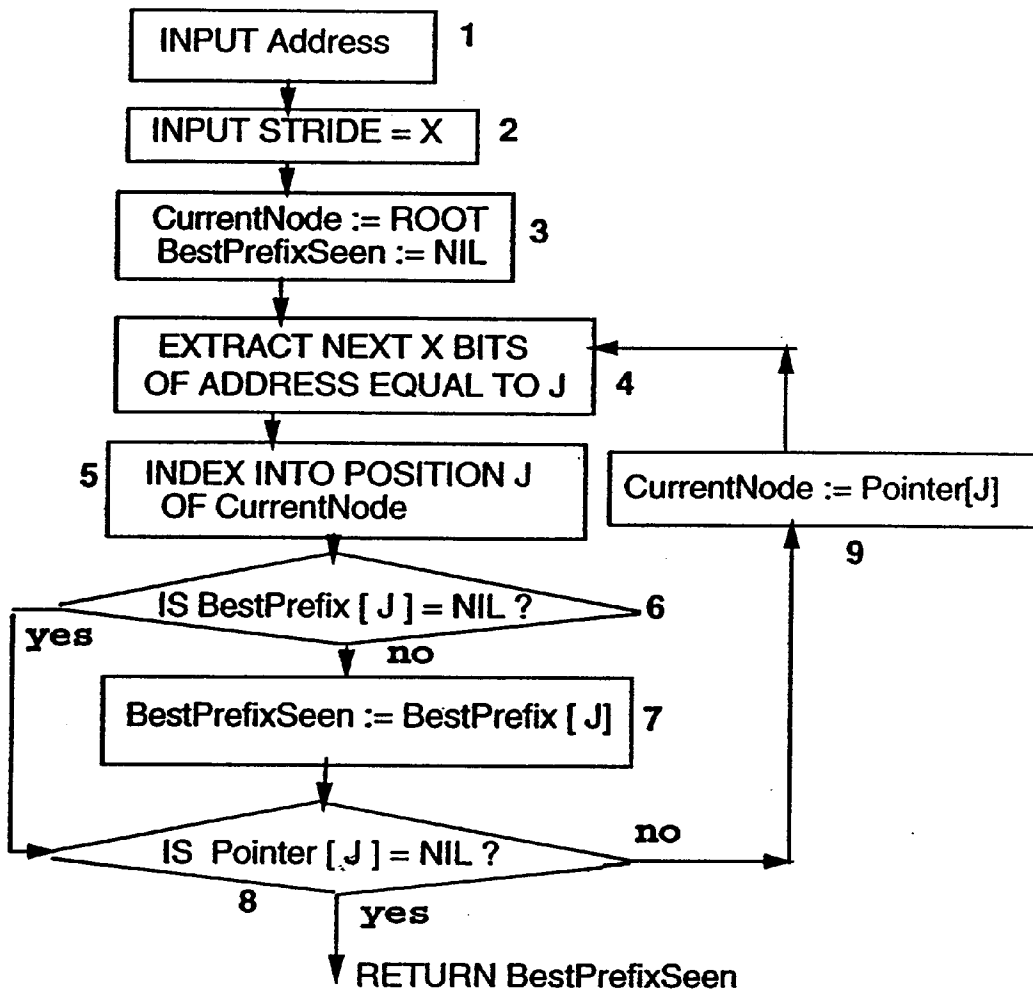 INPUT Address
1
INPUT STRIDE = X
2
CurrentNode := ROOT
BestPrefixSeen := NIL
3
EXTRACT NEXT X BITS
OF ADDRESS EQUAL TO J
4
5
INDEX INTO POSITION J
OF CurrentNode
CurrentNode := Pointer[J]
9
IS BestPrefix [ J ] = NIL ?
6
yes
no
BestPrefixSeen := BestPrefix [ J]
7
IS Pointer [ J ] = NIL ?
no
8
yes
RETURN BestPrefixSeen